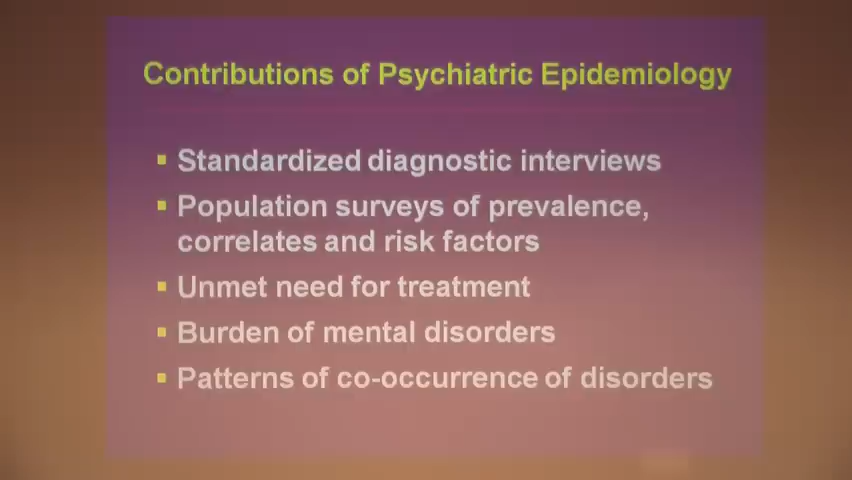 Contributions of Psychiatric Epidemiology
▪ Standardized diagnostic interviews
▪ Population surveys of prevalence,
correlates and risk factors
▪ Unmet need for treatment
▪ Burden of mental disorders
▪ Patterns of co-occurrence of disorders